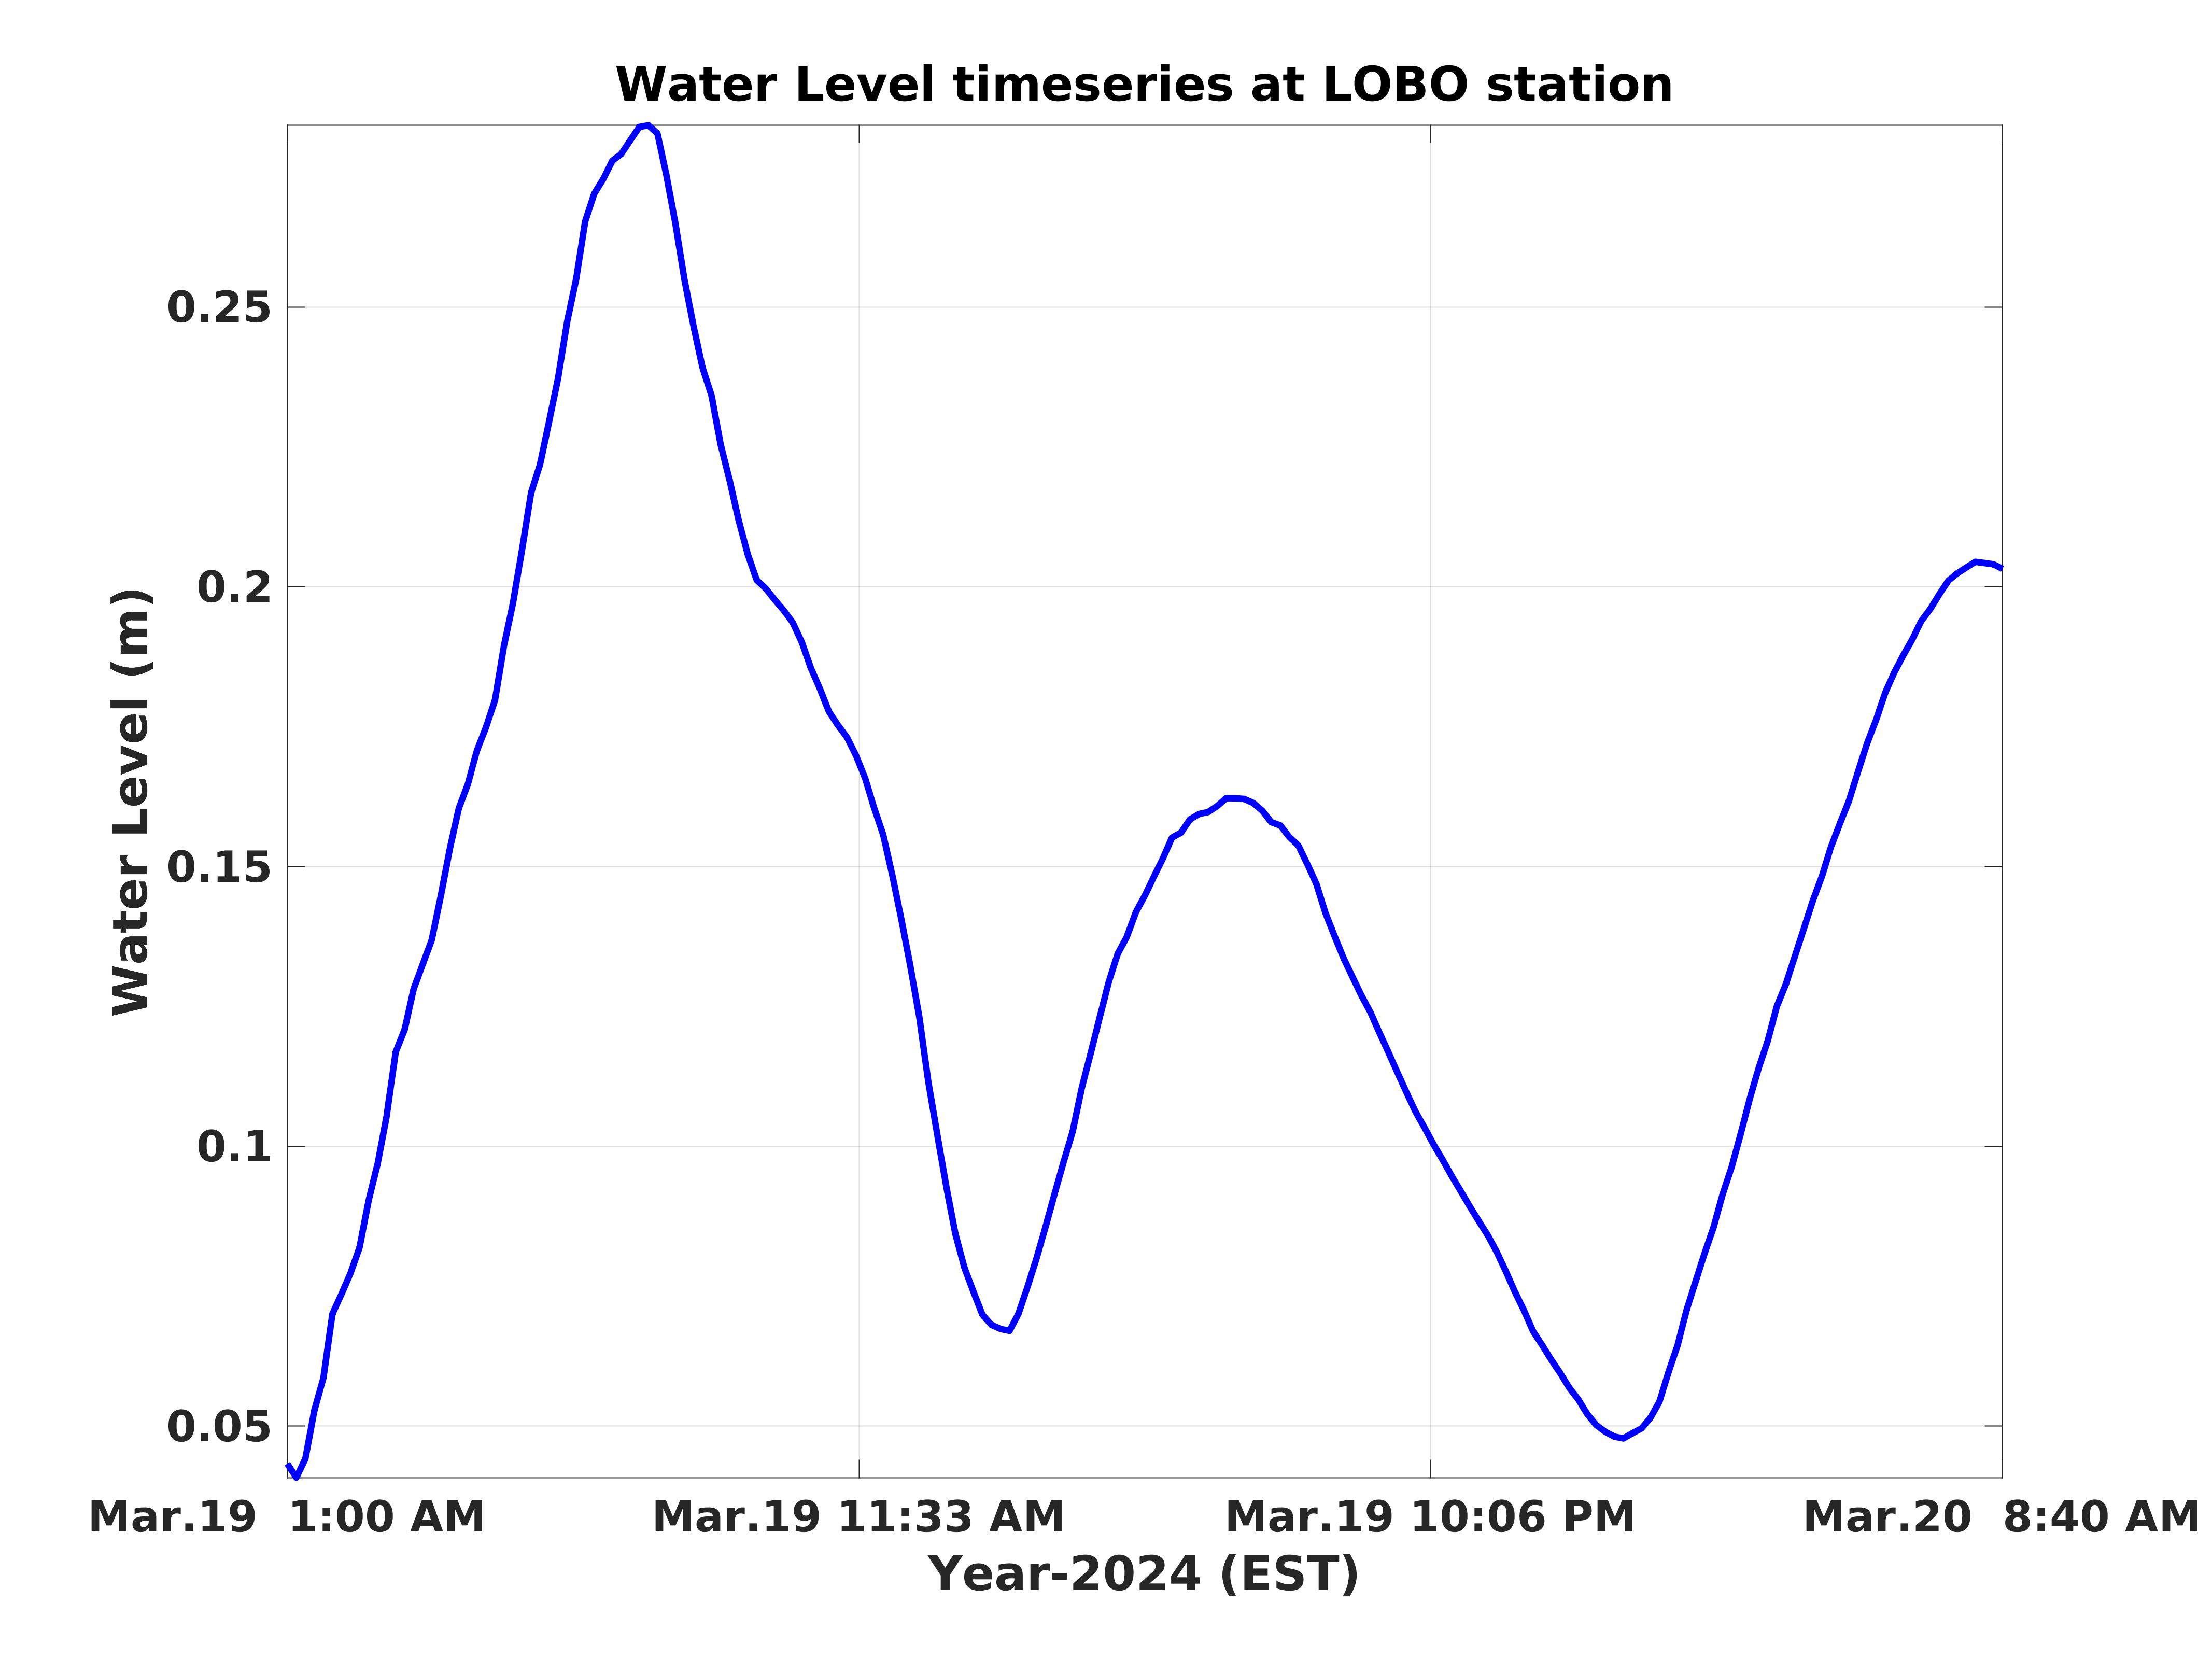 Water Level timeseries at LOBO station
Water Level (m)
0.25
0.2
0.15
0.1
0.05
Mar.19  1:00 AM
Mar.19 11:33 AM
Mar.19 10:06 PM
Mar.20  8:40 AM
Year-2024 (EST)